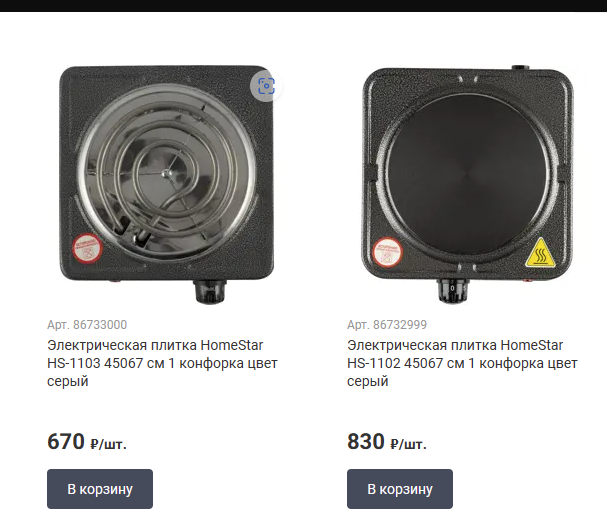 Арт. 86733000
Электрическая плитка HomeStar
HS-1103 45067 см 1 конфорка цвет
серый
670 ₽/шт.
В корзину
Арт. 86732999
Электрическая плитка HomeStar
HS-1102 45067 см 1 конфорка цвет
серый
830 ₽/шт.
В корзину